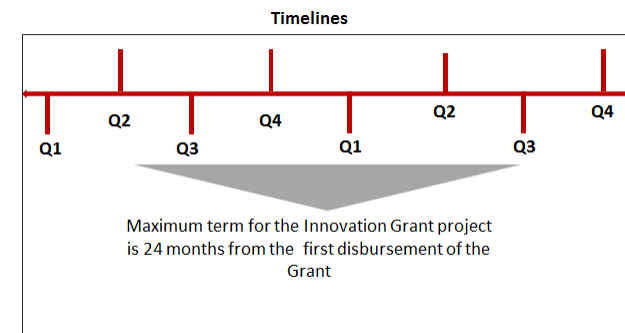 Timelines
Q2
Q4
Q2
Q4
Q1
Q3
Q1
Q3
Maximum term for the Innovation Grant project
is 24 months from the first disbursement of the
Grant